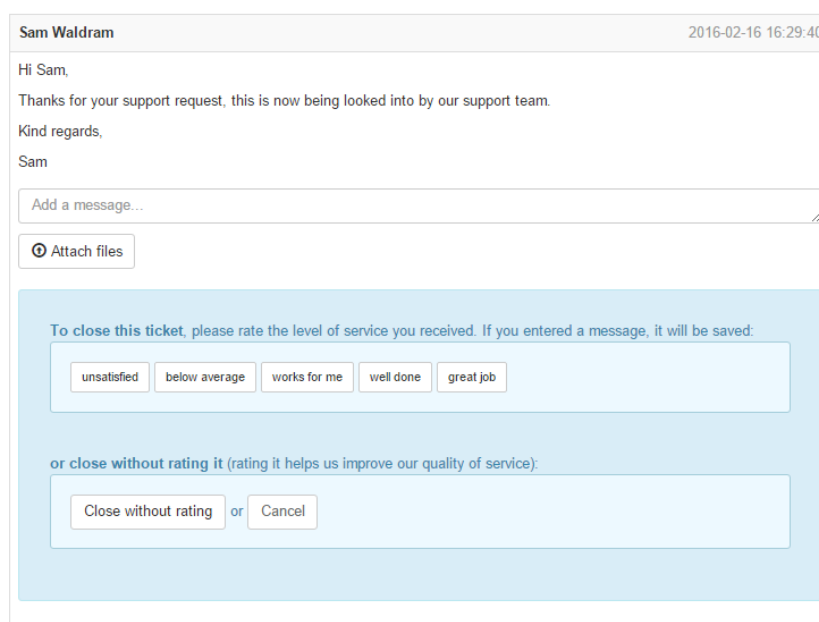 Sam Waldram 2016-02-16 16:29:40
Hi Sam,
Thanks for your support request, this is now being looked into by our support team.
Kind regards,
Sam
Add a message...
Attach files
To close this ticket, please rate the level of service you received. If you entered a message, it will be saved:
unsatisfied below average works for me well done great job
or close without rating it (rating it helps us improve our quality of service):
Close without rating or Cancel